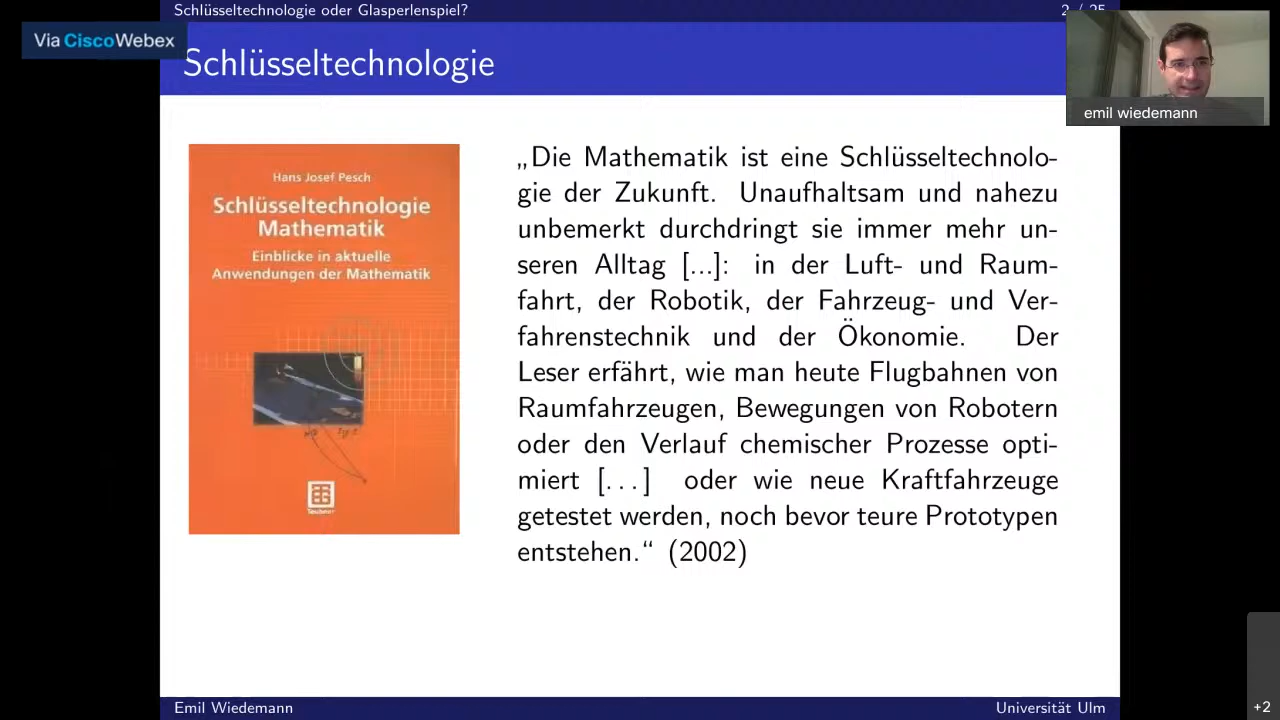 Schlüsseltechnologie oder Glasperlenspiel?
Via CiscoWebex
Schlüsseltechnologie
emil wiedemann
Hans Josef Pesch
Schlüsseltechnologie
Mathematik
Einblicke in aktuelle
Anwendungen der Mathematik
Teubner
„Die Mathematik ist eine Schlüsseltechnolo-
gie der Zukunft. Unaufhaltsam und nahezu
unbemerkt durchdringt sie immer mehr un-
seren Alltag [...]: in der Luft- und Raum-
fahrt, der Robotik, der Fahrzeug- und Ver-
fahrenstechnik und der Ökonomie. Der
Leser erfährt, wie man heute Flugbahnen von
Raumfahrzeugen, Bewegungen von Robotern
oder den Verlauf chemischer Prozesse opti-
miert [...] oder wie neue Kraftfahrzeuge
getestet werden, noch bevor teure Prototypen
entstehen.“ (2002)
Emil Wiedemann
Universität Ulm
+2